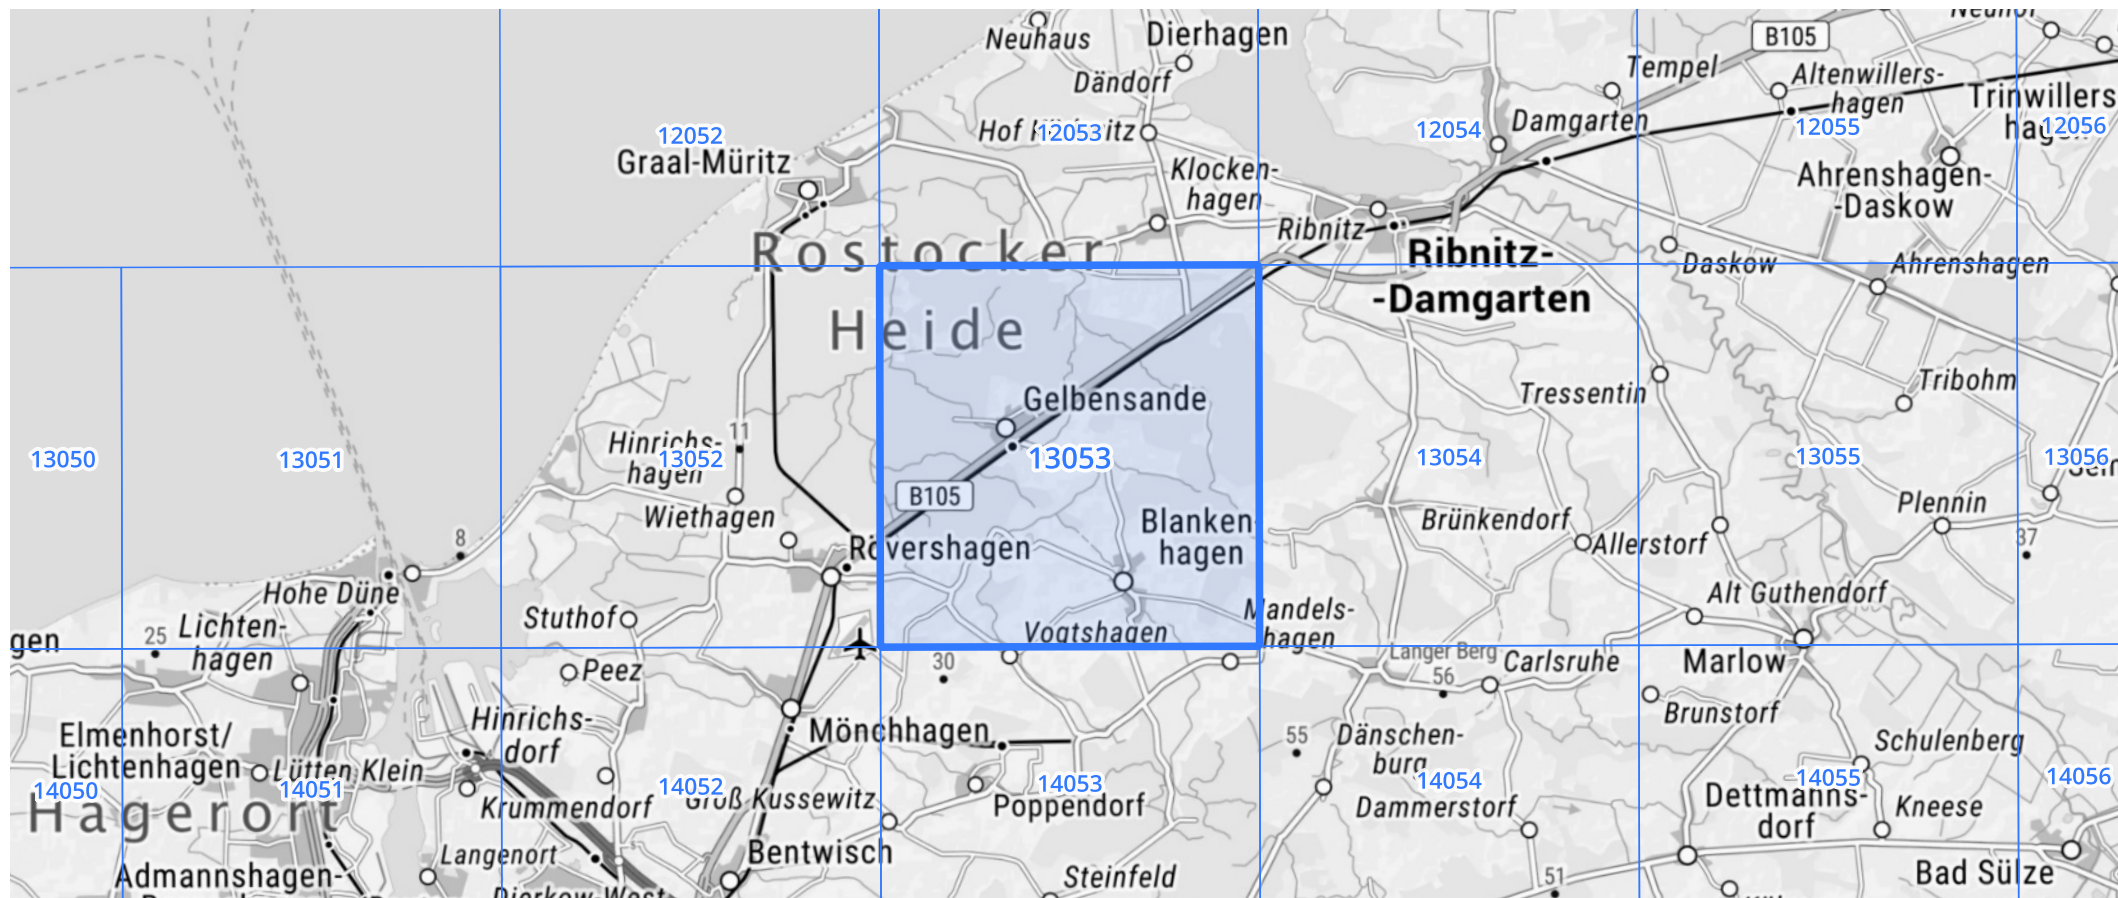 Neuhaus
Dierhagen
B105
Dändorf
Tempel
Altenwillers-
hagen
Trinwillers
12052
12053
12054
Damgarten
12055
12056
Graal-Müritz
Klocken-
hagen
Ahrenshagen-
-Daskow
Ribnitz
Rostocker
Heide
Ribnitz-
-Damgarten
Daskow
Ahrenshagen
Gelbensande
Tressentin
Tribohm
11
Hinrichs-
hagen
13050
13051
13052
13053
13054
13055
13056
B105
Wiethagen
Blanken-
hagen
Brünkendorf
Plennin
8
Rövershagen
Allerstorf
37
Hohe Düne
Alt Guthendorf
Stuthof
Mandels-
hagen
gen
25
Lichten-
hagen
Vogtshagen
30
Langer Berg
56
Carlsruhe
Marlow
Peez
Brunstorf
Hinrichs-
dorf
Mönchhagen
55
Dänschen-
burg
Schulenberg
Elmenhorst/
Lichtenhagen
Lütten Klein
14050
14051
14052
14053
14054
14055
14056
Hagerort
Krummendorf
Groß Kussewitz
Poppendorf
Dammerstorf
Dettmanns-
dorf
Kneese
Langenort
Bentwisch
Admannshagen-
Steinfeld
51
Bad Sülze
Dierkow-West